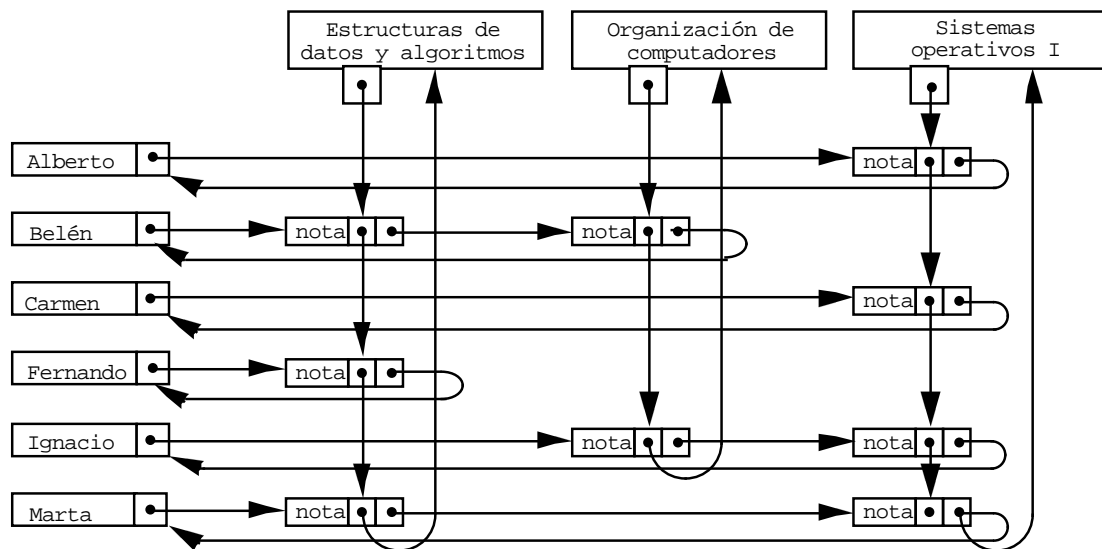 Estructuras de
datos y algoritmos
Organización de
computadores
Sistemas
operativos I
Alberto
nota
Belén
nota
nota
Carmen
nota
Fernando
nota
Ignacio
nota
nota
Marta
nota
nota